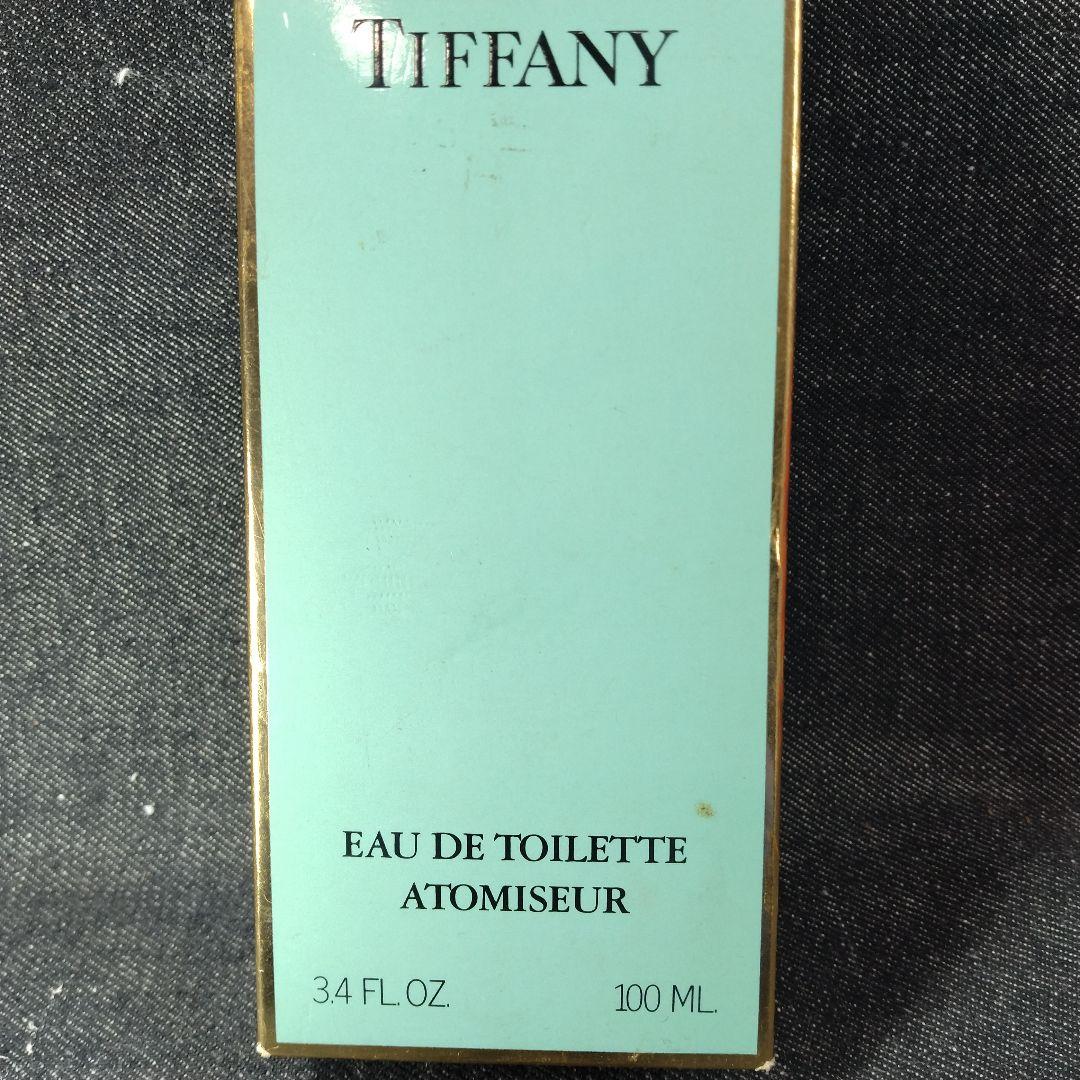 TIFFANY
EAU DE TOILETTE
ATOMISEUR
3.4 FL. OZ. 100 ML.